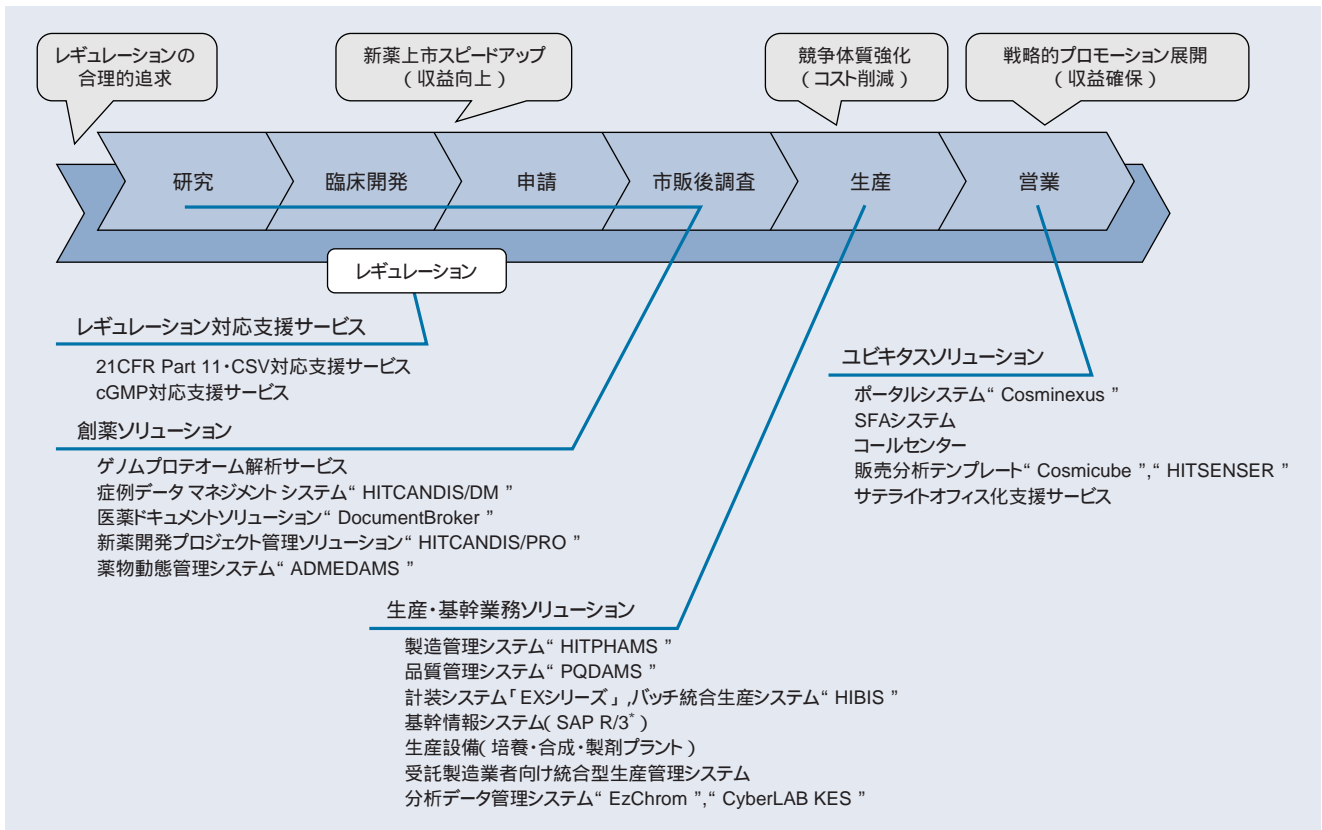 レギュレーションの
合理的追求
新薬上市スピードアップ
(収益向上)
競争体質強化
(コスト削減)
戦略的プロモーション展開
(収益確保)
研究
臨床開発
申請
市販後調査
生産
営業
レギュレーション
レギュレーション対応支援サービス
21CFR Part 11・CSV対応支援サービス
cGMP対応支援サービス
創薬ソリューション
ゲノムプロテオーム解析サービス
症例データ マネジメント システム“ HITCANDIS/DM ”
医薬ドキュメントソリューション“ DocumentBroker ”
新薬開発プロジェクト管理ソリューション“ HITCANDIS/PRO ”
薬物動態管理システム“ ADMEDAMS ”
ユビキタスソリューション
ポータルシステム“ Cosminexus ”
SFAシステム
コールセンター
販売分析テンプレート“ Cosmicube ”,“ HITSENSER ”
サテライトオフィス化支援サービス
生産・基幹業務ソリューション
製造管理システム“ HITPHAMS ”
品質管理システム“ PQDAMS ”
計装システム「EXシリーズ」,バッチ統合生産システム“ HIBIS ”
基幹情報システム( SAP R/3* )
生産設備( 培養・合成・製剤プラント )
受託製造業者向け統合型生産管理システム
分析データ管理システム“ EzChrom ”,“ CyberLAB KES ”